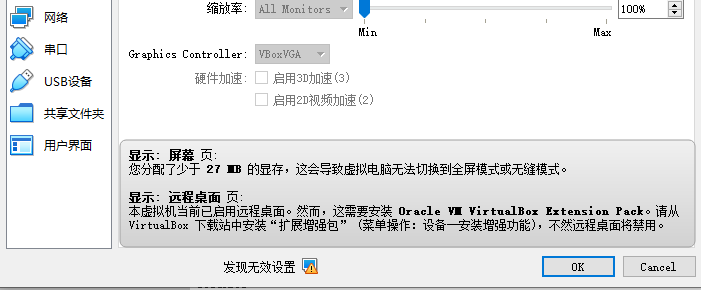 网络
串口
USB设备
共享文件夹
用户界面
缩放率: All Monitors 100%
Min Max
Graphics Controller: VBoxVGA
硬件加速: 启用3D加速(3)
启用2D视频加速(2)
显示: 屏幕 页:
您分配了少于 27 MB 的显存，这会导致虚拟电脑无法切换到全屏模式或无缝模式。
显示: 远程桌面 页:
本虚拟机当前已启用远程桌面。然而，这需要安装 Oracle VM VirtualBox Extension Pack。请从
VirtualBox 下载站中安装“扩展增强包” (菜单操作: 设备—安装增强功能)，不然远程桌面将禁用。
发现无效设置 OK Cancel